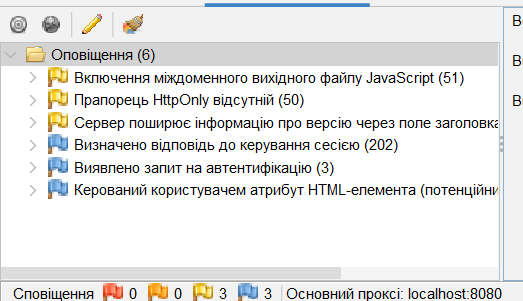 Оповіщення (6)
Включення міждоменного вихідного файлу JavaScript (51)
Прапорець HttpOnly відсутній (50)
Сервер поширює інформацію про версію через поле заголовка
Визначено відповідь до керування сесією (202)
Виявлено запит на автентифікацію (3)
Керований користувачем атрибут HTML-елемента (потенційни
Сповіщення 0 0 3 3 Основний проксі: localhost:8080